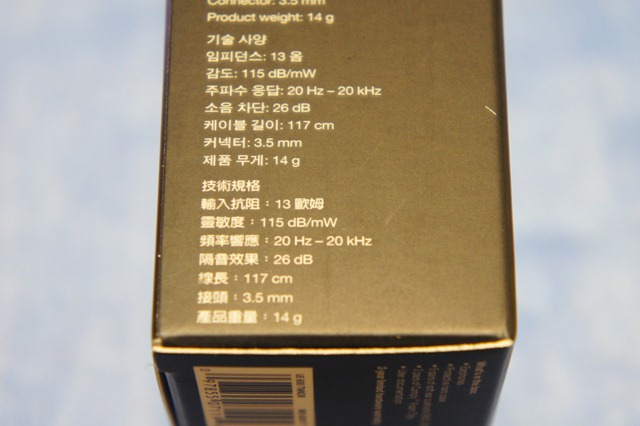 Connector: 3.5 mm
Product weight: 14 g
기술 사양
임피던스: 13 옴
감도: 115 dB/mW
주파수 응답: 20 Hz – 20 kHz
소음 차단: 26 dB
케이블 길이: 117 cm
커넥터: 3.5 mm
제품 무게: 14 g
技術規格
輸入抗阻：13 歐姆
靈敏度：115 dB/mW
頻率響應：20 Hz – 20 kHz
隔音效果：26 dB
線長：117 cm
接頭：3.5 mm
產品重量：14 g
What's in the box:
Earphones